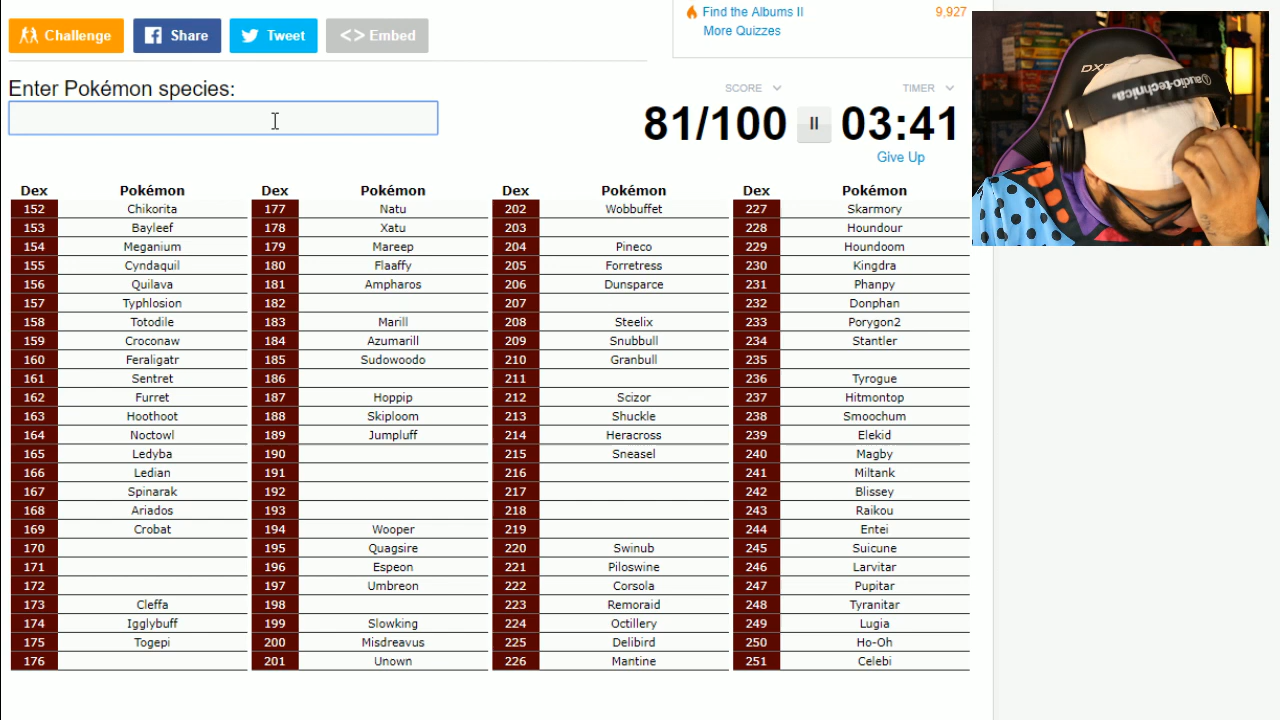 Find the Albums II 9,927
More Quizzes
Challenge Share Tweet <> Embed
Enter Pokémon species:
SCORE TIMER
81/100 II 03:41
Give Up
DX
audio-technica
Dex Pokémon Dex Pokémon Dex Pokémon Dex Pokémon
152 Chikorita 177 Natu 202 Wobbuffet 227 Skarmory
153 Bayleef 178 Xatu 203 228 Houndour
154 Meganium 179 Mareep 204 Pineco 229 Houndoom
155 Cyndaquil 180 Flaaffy 205 Forretress 230 Kingdra
156 Quilava 181 Ampharos 206 Dunsparce 231 Phanpy
157 Typhlosion 182 207 232 Donphan
158 Totodile 183 Marill 208 Steelix 233 Porygon2
159 Croconaw 184 Azumarill 209 Snubbull 234 Stantler
160 Feraligatr 185 Sudowoodo 210 Granbull 235
161 Sentret 186 211 236 Tyrogue
162 Furret 187 Hoppip 212 Scizor 237 Hitmontop
163 Hoothoot 188 Skiploom 213 Shuckle 238 Smoochum
164 Noctowl 189 Jumpluff 214 Heracross 239 Elekid
165 Ledyba 190 215 Sneasel 240 Magby
166 Ledian 191 216 241 Miltank
167 Spinarak 192 217 242 Blissey
168 Ariados 193 218 243 Raikou
169 Crobat 194 Wooper 219 244 Entei
170 195 Quagsire 220 Swinub 245 Suicune
171 196 Espeon 221 Piloswine 246 Larvitar
172 197 Umbreon 222 Corsola 247 Pupitar
173 Cleffa 198 223 Remoraid 248 Tyranitar
174 Igglybuff 199 Slowking 224 Octillery 249 Lugia
175 Togepi 200 Misdreavus 225 Delibird 250 Ho-Oh
176 201 Unown 226 Mantine 251 Celebi